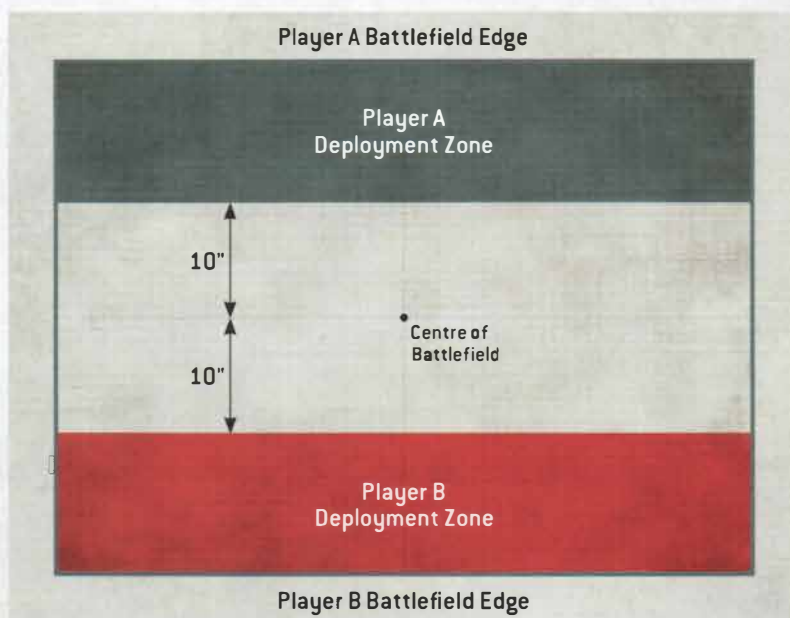 Player A Battlefield Edge
Player A
Deployment Zone
10"
Centre of
Battlefield
10"
Player B
Deployment Zone
Player B Battlefield Edge